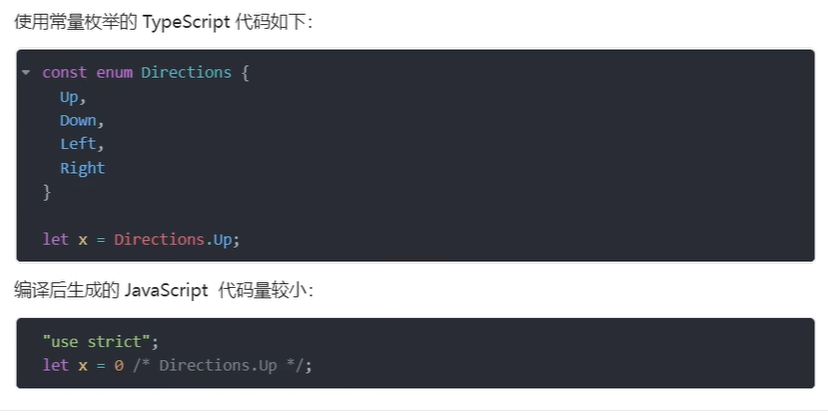 使用常量枚举的 TypeScript 代码如下：
const enum Directions {
Up,
Down,
Left,
Right
}
let x = Directions.Up;
编译后生成的 JavaScript 代码量较小：
"use strict";
let x = 0 /* Directions.Up */;